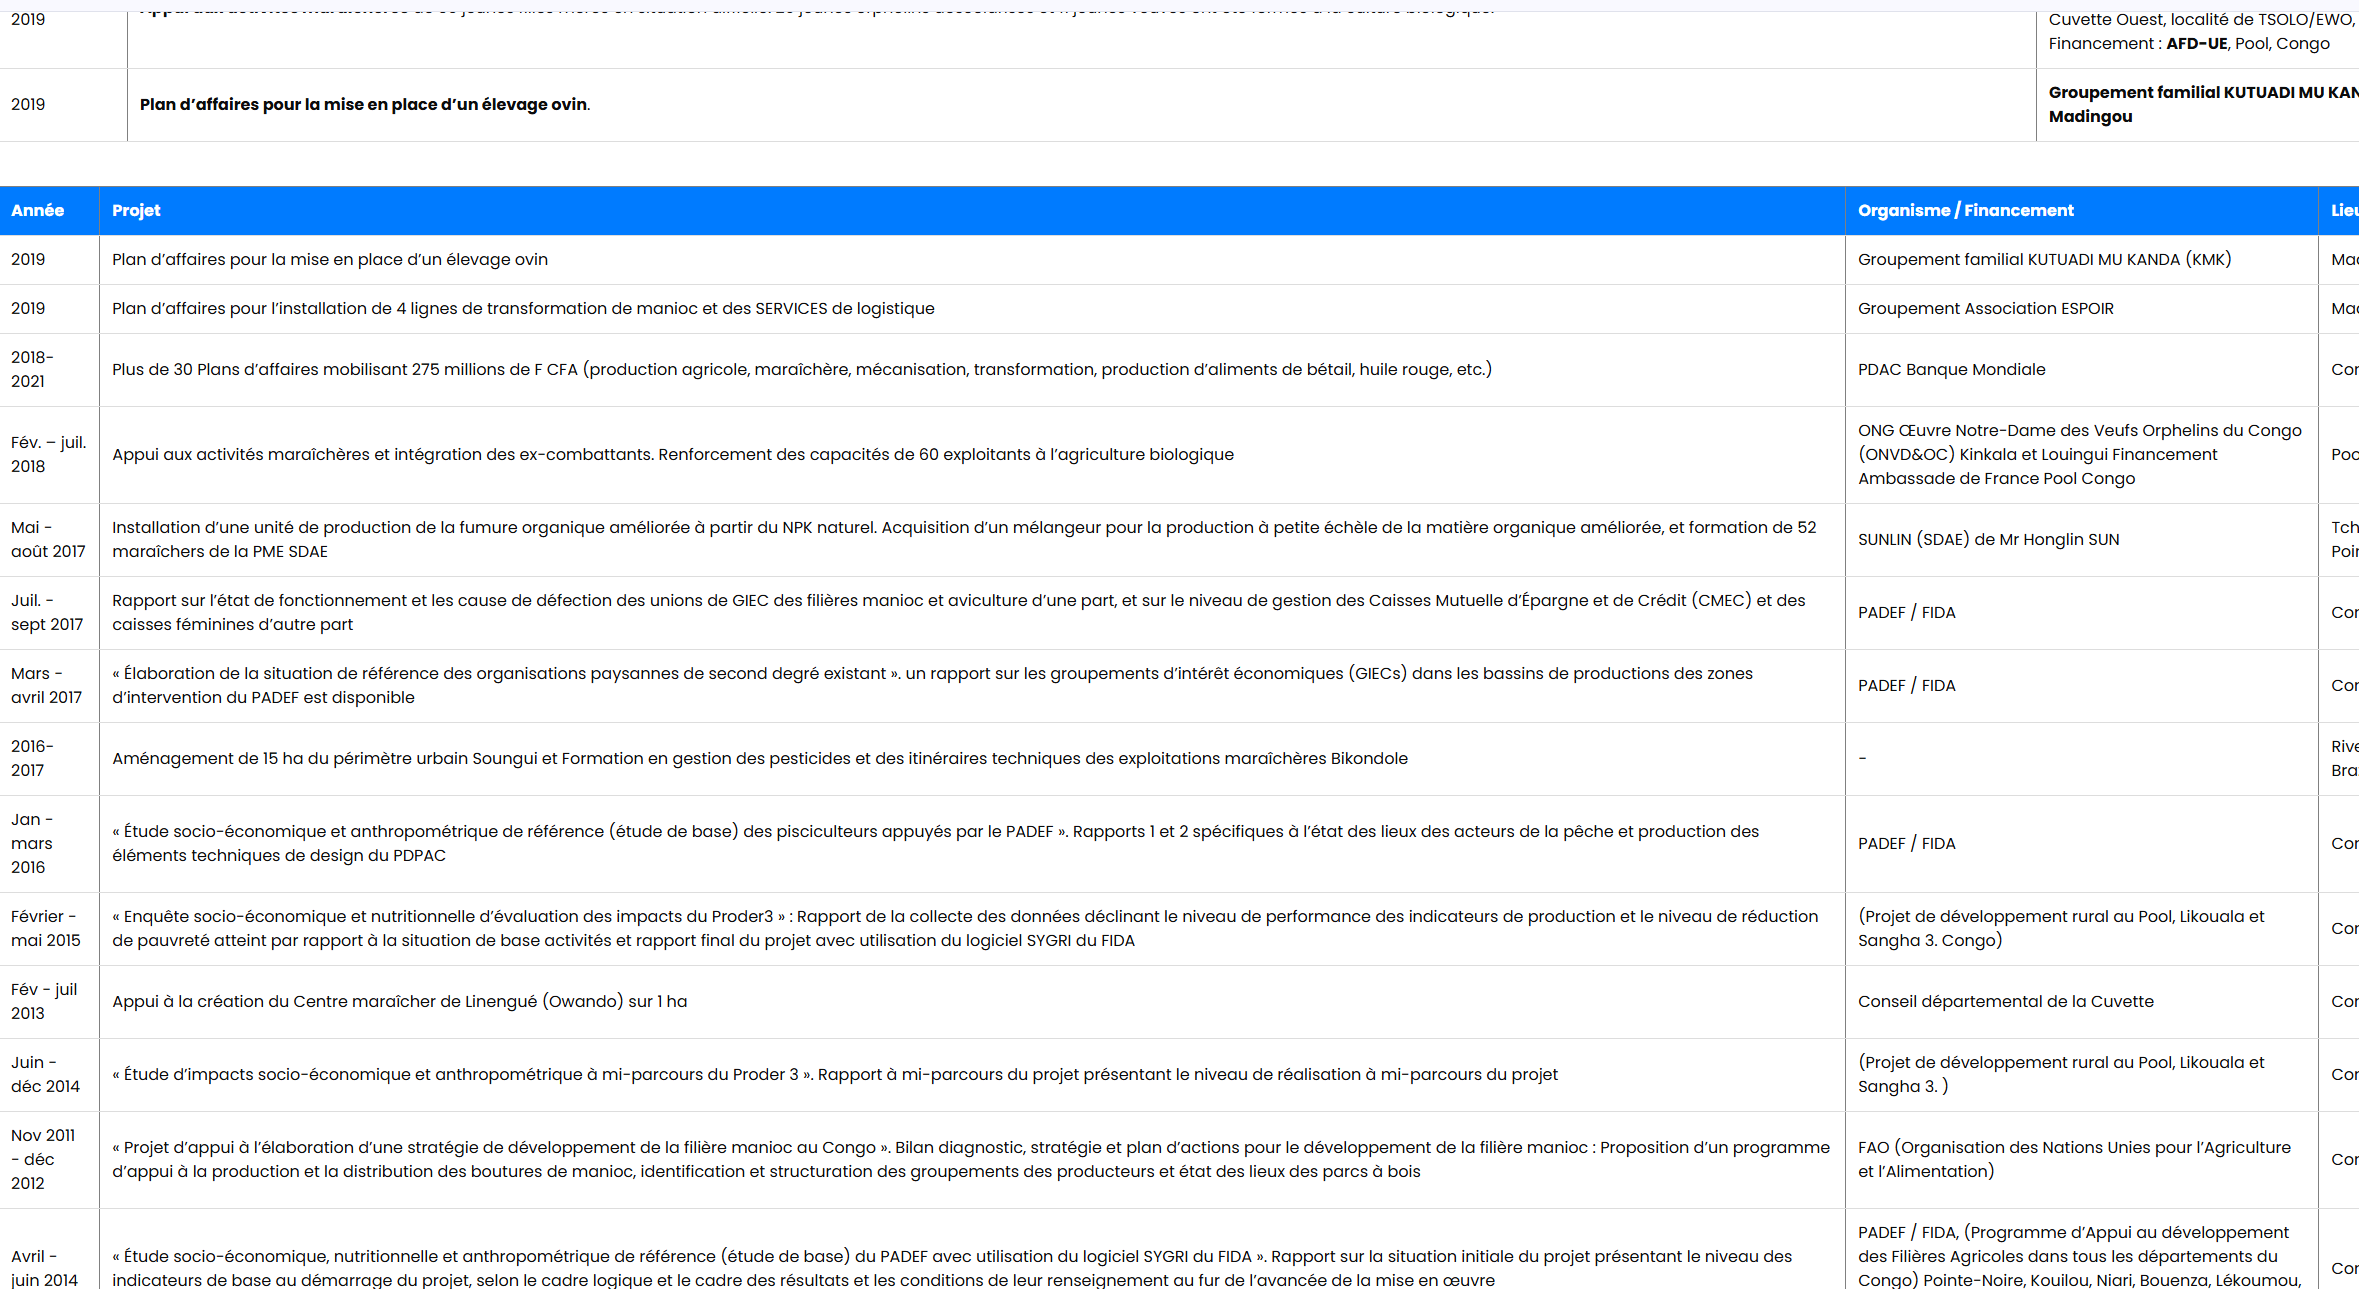 2019
Appui aux activités maraîchères de
Cuvette Ouest, localité de TSOLO/EWO,
Financement : AFD-UE, Pool, Congo
2019
Plan d’affaires pour la mise en place d’un élevage ovin.
Groupement familial KUTUADI MU KAN
Madingou
Année
Projet
Organisme / Financement
Lieu
2019
Plan d’affaires pour la mise en place d’un élevage ovin
Groupement familial KUTUADI MU KANDA (KMK)
Mad
2019
Plan d’affaires pour l’installation de 4 lignes de transformation de manioc et des SERVICES de logistique
Groupement Association ESPOIR
Mad
2018-
2021
Plus de 30 Plans d’affaires mobilisant 275 millions de F CFA (production agricole, maraîchère, mécanisation, transformation, production d’aliments de bétail, huile rouge, etc.)
PDAC Banque Mondiale
Con
Fév. – juil.
2018
Appui aux activités maraîchères et intégration des ex-combattants. Renforcement des capacités de 60 exploitants à l’agriculture biologique
ONG Œuvre Notre-Dame des Veufs Orphelins du Congo
(ONVD&OC) Kinkala et Louingui Financement
Ambassade de France Pool Congo
Poo
Mai -
août 2017
Installation d’une unité de production de la fumure organique améliorée à partir du NPK naturel. Acquisition d’un mélangeur pour la production à petite échèle de la matière organique améliorée, et formation de 52
maraîchers de la PME SDAE
SUNLIN (SDAE) de Mr Honglin SUN
Tch
Poin
Juil. -
sept 2017
Rapport sur l’état de fonctionnement et les cause de défection des unions de GIEC des filières manioc et aviculture d’une part, et sur le niveau de gestion des Caisses Mutuelle d’Épargne et de Crédit (CMEC) et des
caisses féminines d’autre part
PADEF / FIDA
Con
Mars -
avril 2017
« Élaboration de la situation de référence des organisations paysannes de second degré existant ». un rapport sur les groupements d’intérêt économiques (GIECs) dans les bassins de productions des zones
d’intervention du PADEF est disponible
PADEF / FIDA
Con
2016-
2017
Aménagement de 15 ha du périmètre urbain Soungui et Formation en gestion des pesticides et des itinéraires techniques des exploitations maraîchères Bikondole
-
Rive
Bra
Jan -
mars
2016
« Étude socio-économique et anthropométrique de référence (étude de base) des pisciculteurs appuyés par le PADEF ». Rapports 1 et 2 spécifiques à l’état des lieux des acteurs de la pêche et production des
éléments techniques de design du PDPAC
PADEF / FIDA
Con
Février -
mai 2015
« Enquête socio-économique et nutritionnelle d’évaluation des impacts du Proder3 » : Rapport de la collecte des données déclinant le niveau de performance des indicateurs de production et le niveau de réduction
de pauvreté atteint par rapport à la situation de base activités et rapport final du projet avec utilisation du logiciel SYGRI du FIDA
(Projet de développement rural au Pool, Likouala et
Sangha 3. Congo)
Con
Fév - juil
2013
Appui à la création du Centre maraîcher de Linengué (Owando) sur 1 ha
Conseil départemental de la Cuvette
Con
Juin -
déc 2014
« Étude d’impacts socio-économique et anthropométrique à mi-parcours du Proder 3 ». Rapport à mi-parcours du projet présentant le niveau de réalisation à mi-parcours du projet
(Projet de développement rural au Pool, Likouala et
Sangha 3. )
Con
Nov 2011
- déc
2012
« Projet d’appui à l’élaboration d’une stratégie de développement de la filière manioc au Congo ». Bilan diagnostic, stratégie et plan d’actions pour le développement de la filière manioc : Proposition d’un programme
d’appui à la production et la distribution des boutures de manioc, identification et structuration des groupements des producteurs et état des lieux des parcs à bois
FAO (Organisation des Nations Unies pour l’Agriculture
et l’Alimentation)
Con
Avril -
juin 2014
« Étude socio-économique, nutritionnelle et anthropométrique de référence (étude de base) du PADEF avec utilisation du logiciel SYGRI du FIDA ». Rapport sur la situation initiale du projet présentant le niveau des
indicateurs de base au démarrage du projet, selon le cadre logique et le cadre des résultats et les conditions de leur renseignement au fur de l’avancée de la mise en œuvre
PADEF / FIDA, (Programme d’Appui au développement
des Filières Agricoles dans tous les départements du
Congo) Pointe-Noire, Kouilou, Niari, Bouenza, Lékoumou,
Con